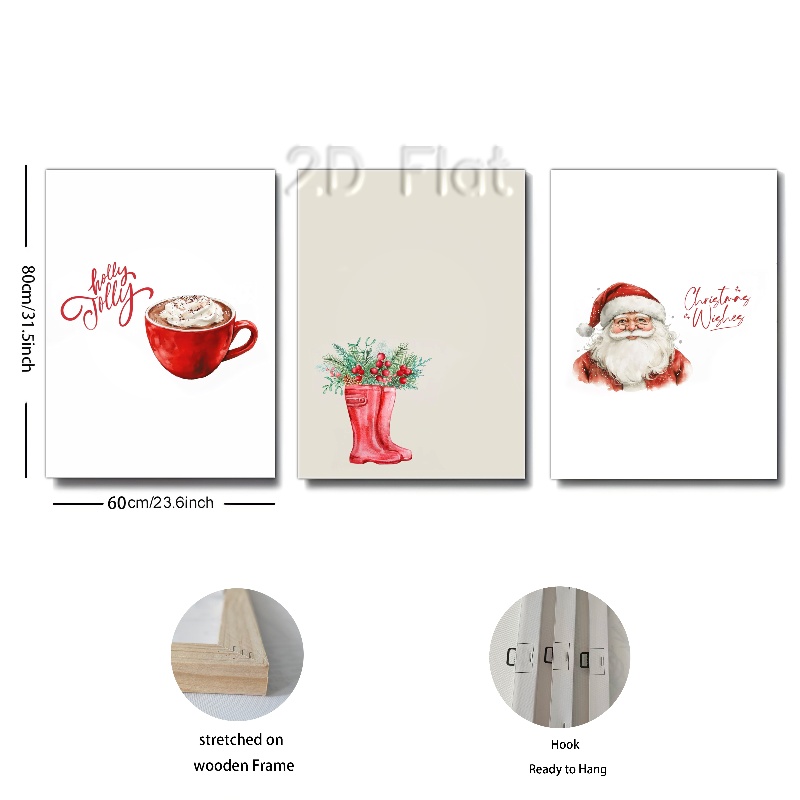 2D Flat
80cm/31.5inch
holly
Jolly
Christmas
Wishes
60cm/23.6inch
stretched on
wooden Frame
Hook
Ready to Hang